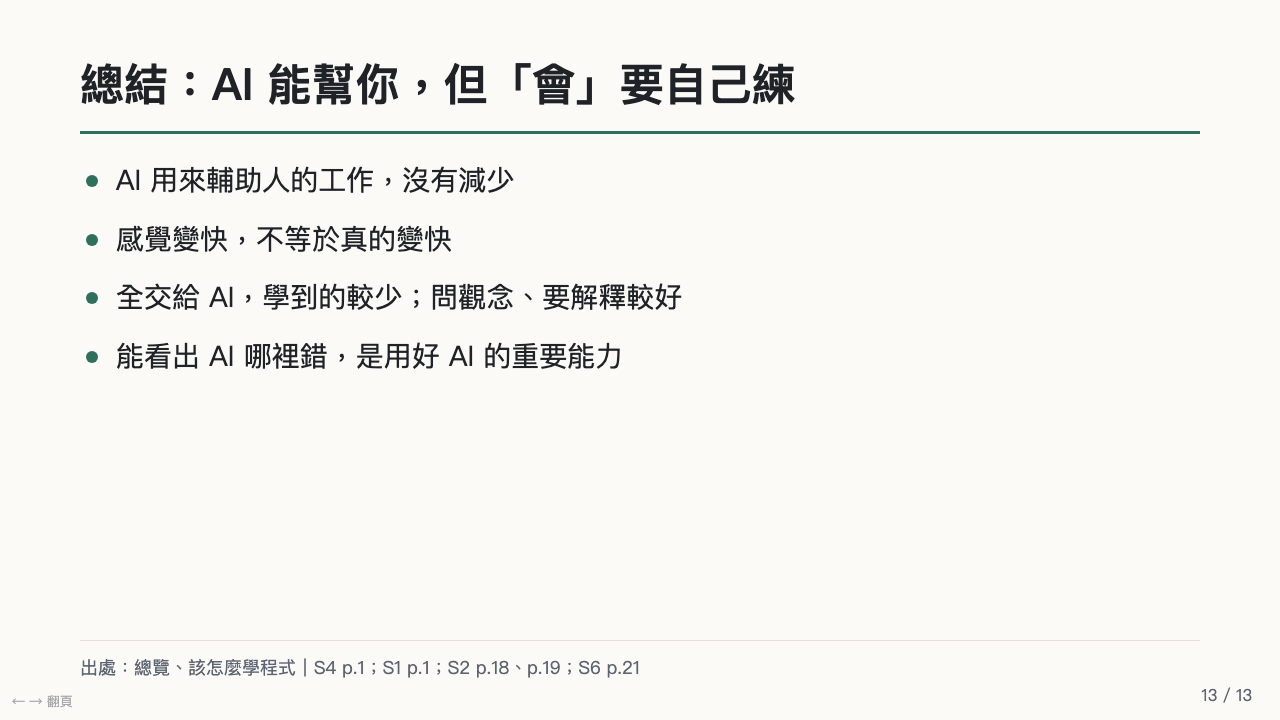 總結：AI 能幫你，但「會」要自己練
AI 用來輔助人的工作，沒有減少
感覺變快，不等於真的變快
全交給 AI，學到的較少；問觀念、要解釋較好
能看出 AI 哪裡錯，是用好 AI 的重要能力
出處：總覽、該怎麼學程式｜S4 p.1；S1 p.1；S2 p.18、p.19；S6 p.21
← → 翻頁
13 / 13